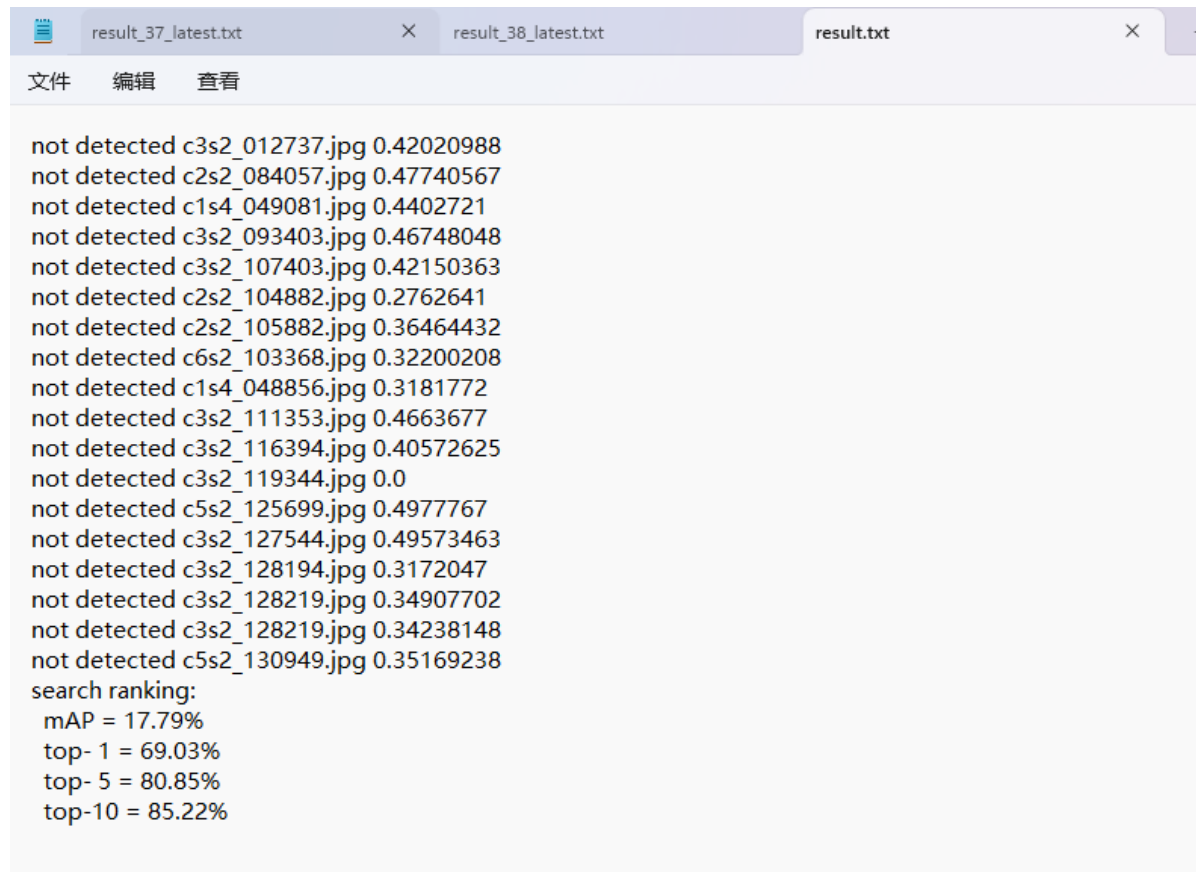 result_37_latest.txt
result_38_latest.txt
result.txt
文件 编辑 查看
not detected c3s2_012737.jpg 0.42020988
not detected c2s2_084057.jpg 0.47740567
not detected c1s4_049081.jpg 0.4402721
not detected c3s2_093403.jpg 0.46748048
not detected c3s2_107403.jpg 0.42150363
not detected c2s2_104882.jpg 0.2762641
not detected c2s2_105882.jpg 0.36464432
not detected c6s2_103368.jpg 0.32200208
not detected c1s4_048856.jpg 0.3181772
not detected c3s2_111353.jpg 0.4663677
not detected c3s2_116394.jpg 0.40572625
not detected c3s2_119344.jpg 0.0
not detected c5s2_125699.jpg 0.4977767
not detected c3s2_127544.jpg 0.49573463
not detected c3s2_128194.jpg 0.3172047
not detected c3s2_128219.jpg 0.34907702
not detected c3s2_128219.jpg 0.34238148
not detected c5s2_130949.jpg 0.35169238
search ranking:
mAP = 17.79%
top- 1 = 69.03%
top- 5 = 80.85%
top-10 = 85.22%